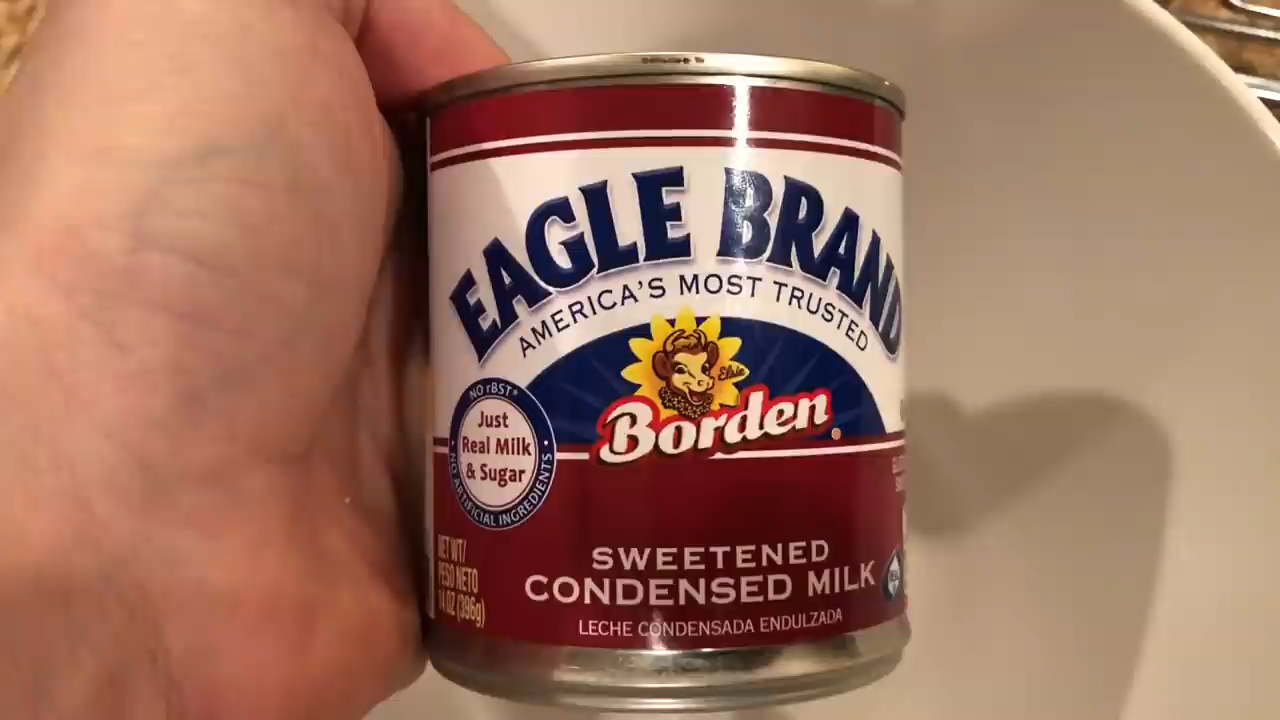 EAGLE BRAND
AMERICA'S MOST TRUSTED
Elsie
Borden
NO rBST*
Just
Real Milk
& Sugar
• NO ARTIFICIAL INGREDIENTS •
NET WT/
PESO NETO
14 OZ (396g)
SWEETENED
CONDENSED MILK
LECHE CONDENSADA ENDULZADA